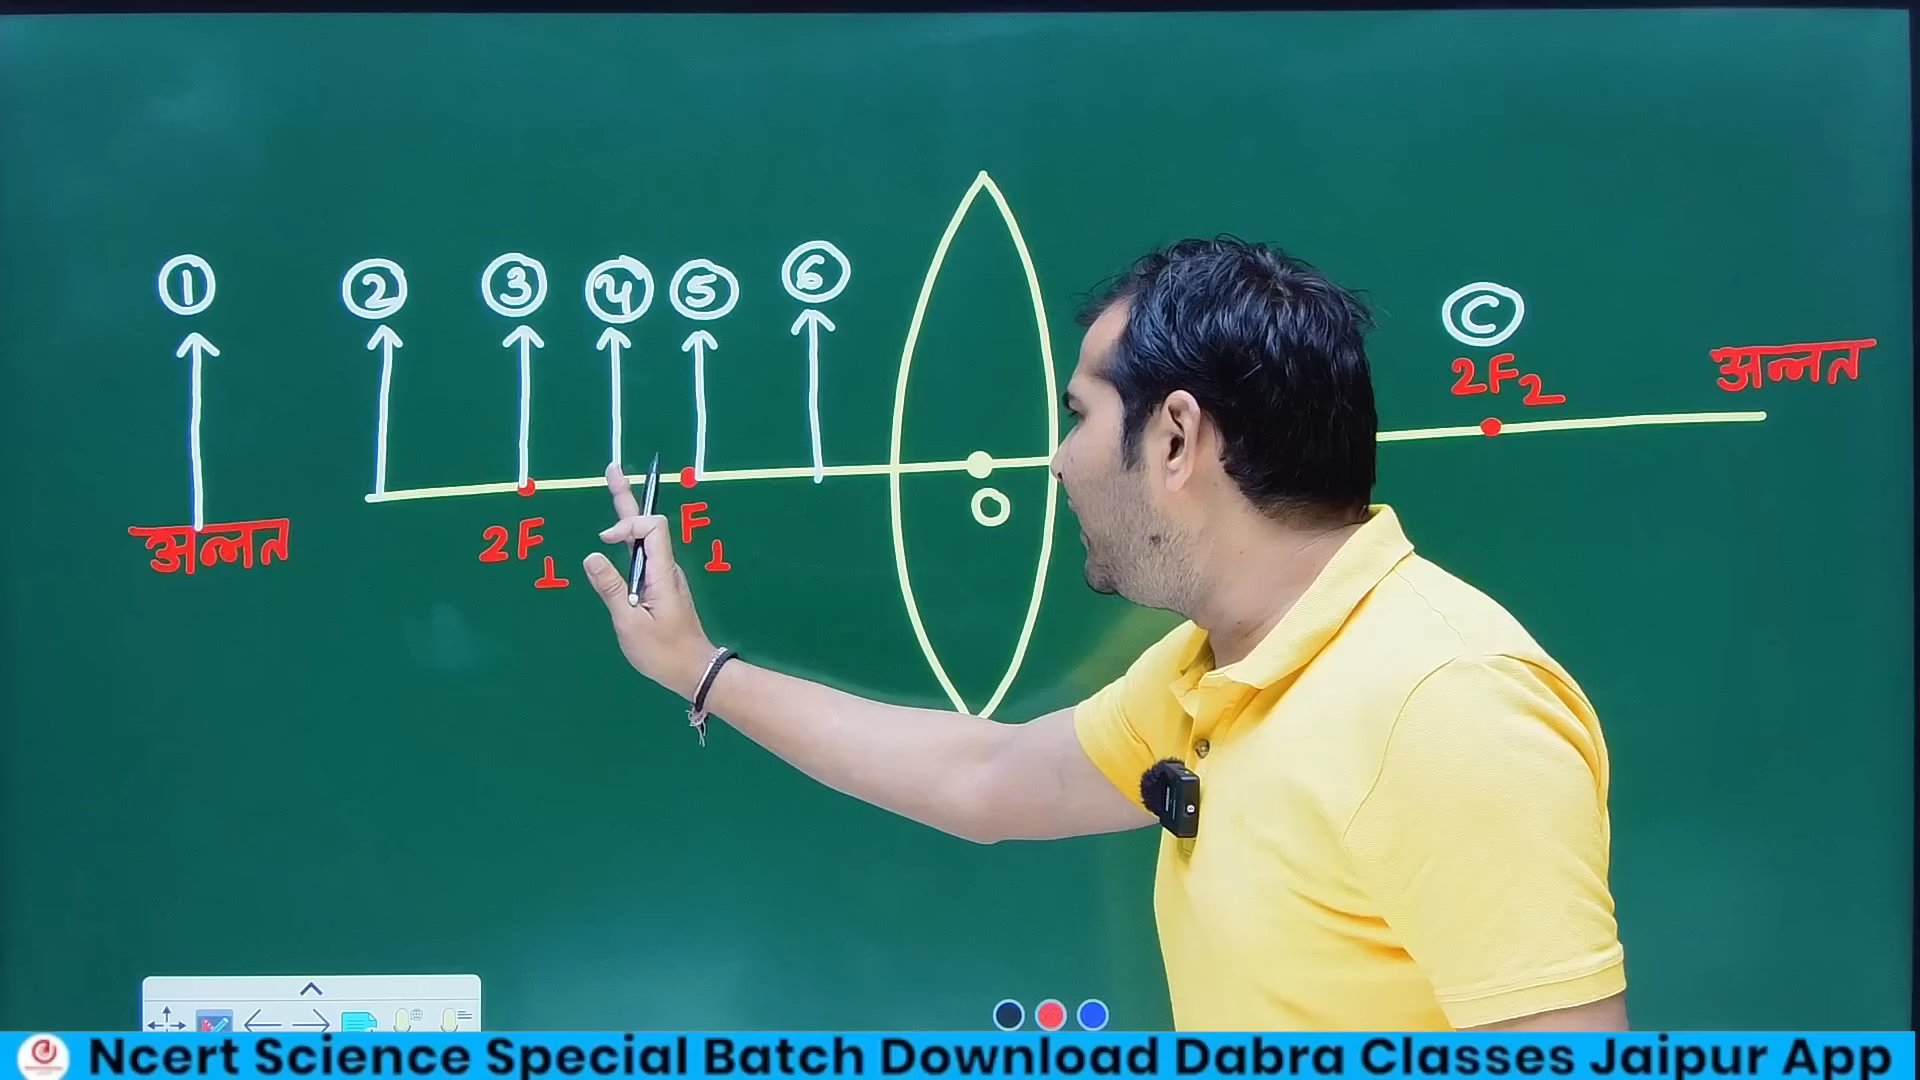 1 2 3 4 5 6
C
2F2
अनन्त
अनन्त
2F1
F1
O
Ncert Science Special Batch Download Dabra Classes Jaipur App